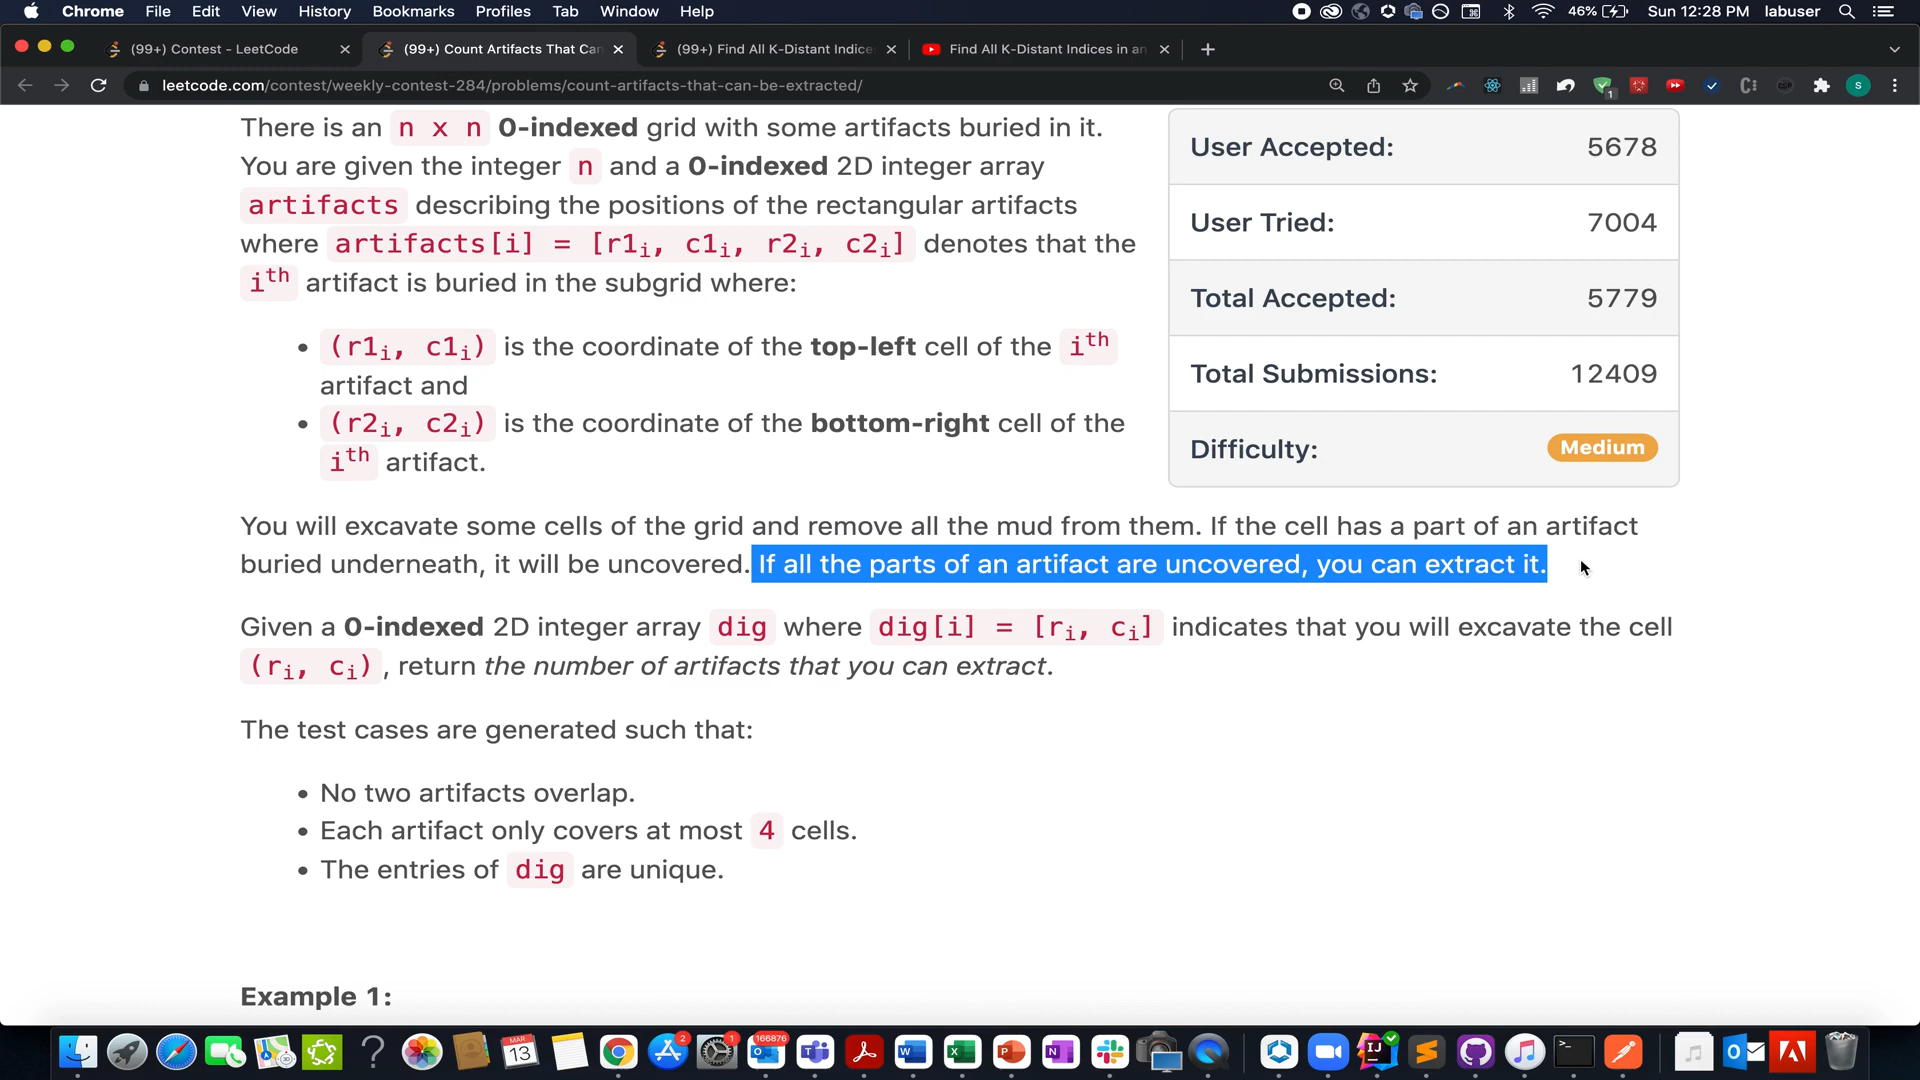 Chrome File Edit View History Bookmarks Profiles Tab Window Help 46% Sun 12:28 PM labuser
(99+) Contest - LeetCode (99+) Count Artifacts That Can (99+) Find All K-Distant Indice Find All K-Distant Indices in an
leetcode.com/contest/weekly-contest-284/problems/count-artifacts-that-can-be-extracted/
There is an n x n 0-indexed grid with some artifacts buried in it.
You are given the integer n and a 0-indexed 2D integer array
artifacts describing the positions of the rectangular artifacts
where artifacts[i] = [r1i, c1i, r2i, c2i] denotes that the
ith artifact is buried in the subgrid where:
• (r1i, c1i) is the coordinate of the top-left cell of the ith
artifact and
• (r2i, c2i) is the coordinate of the bottom-right cell of the
ith artifact.
User Accepted: 5678
User Tried: 7004
Total Accepted: 5779
Total Submissions: 12409
Difficulty: Medium
You will excavate some cells of the grid and remove all the mud from them. If the cell has a part of an artifact
buried underneath, it will be uncovered. If all the parts of an artifact are uncovered, you can extract it.
Given a 0-indexed 2D integer array dig where dig[i] = [ri, ci] indicates that you will excavate the cell
(ri, ci), return the number of artifacts that you can extract.
The test cases are generated such that:
• No two artifacts overlap.
• Each artifact only covers at most 4 cells.
• The entries of dig are unique.
Example 1: